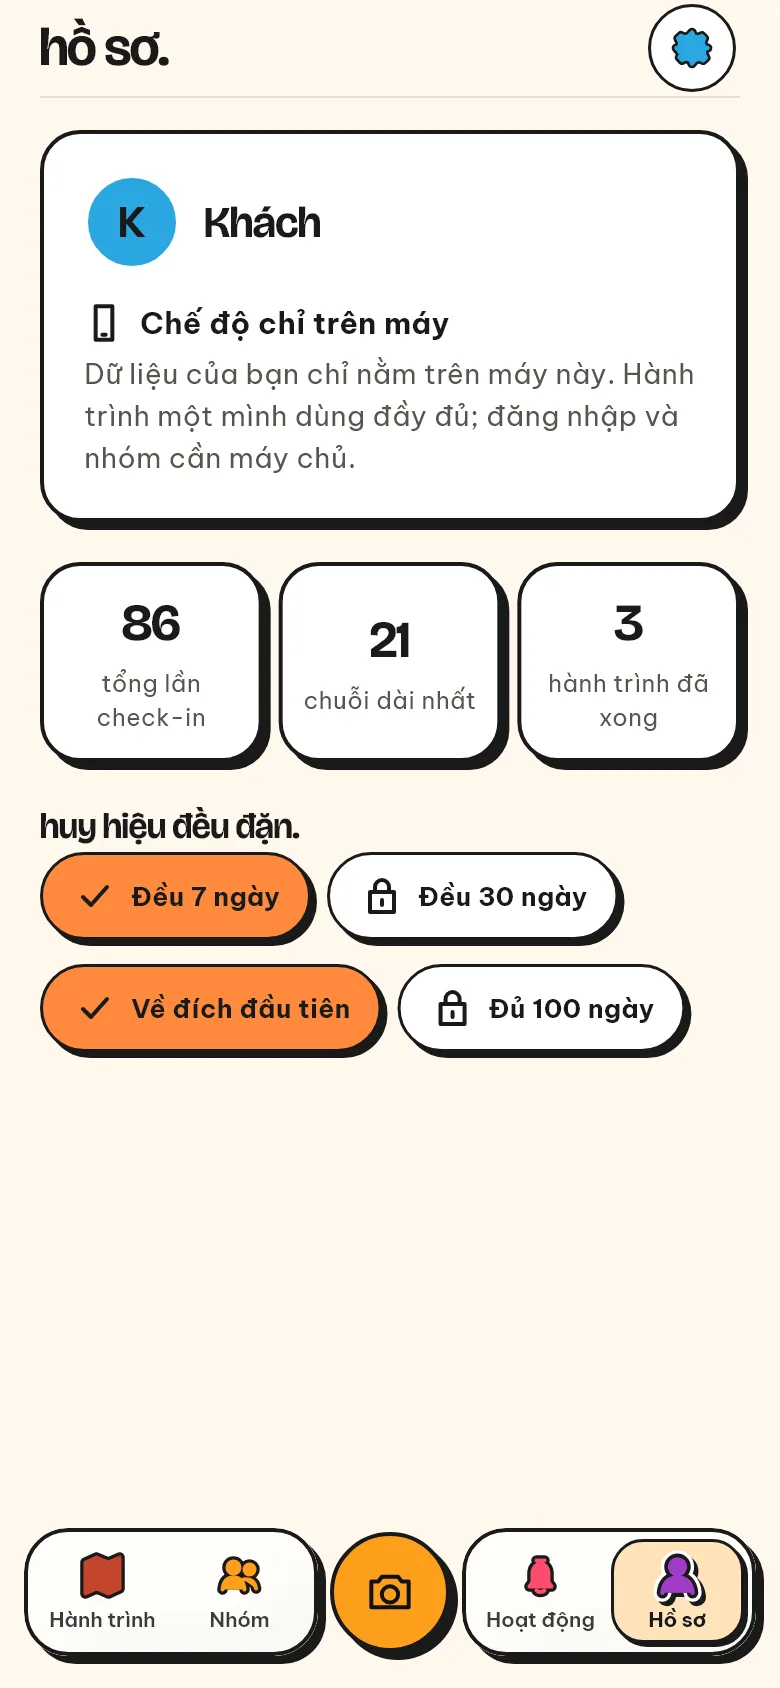 hồ sơ.
K
Khách
Chế độ chỉ trên máy
Dữ liệu của bạn chỉ nằm trên máy này. Hành
trình một mình dùng đầy đủ; đăng nhập và
nhóm cần máy chủ.
86
tổng lần
check-in
21
chuỗi dài nhất
3
hành trình đã
xong
huy hiệu đều đặn.
Đều 7 ngày
Đều 30 ngày
Về đích đầu tiên
Đủ 100 ngày
Hành trình
Nhóm
Hoạt động
Hồ sơ